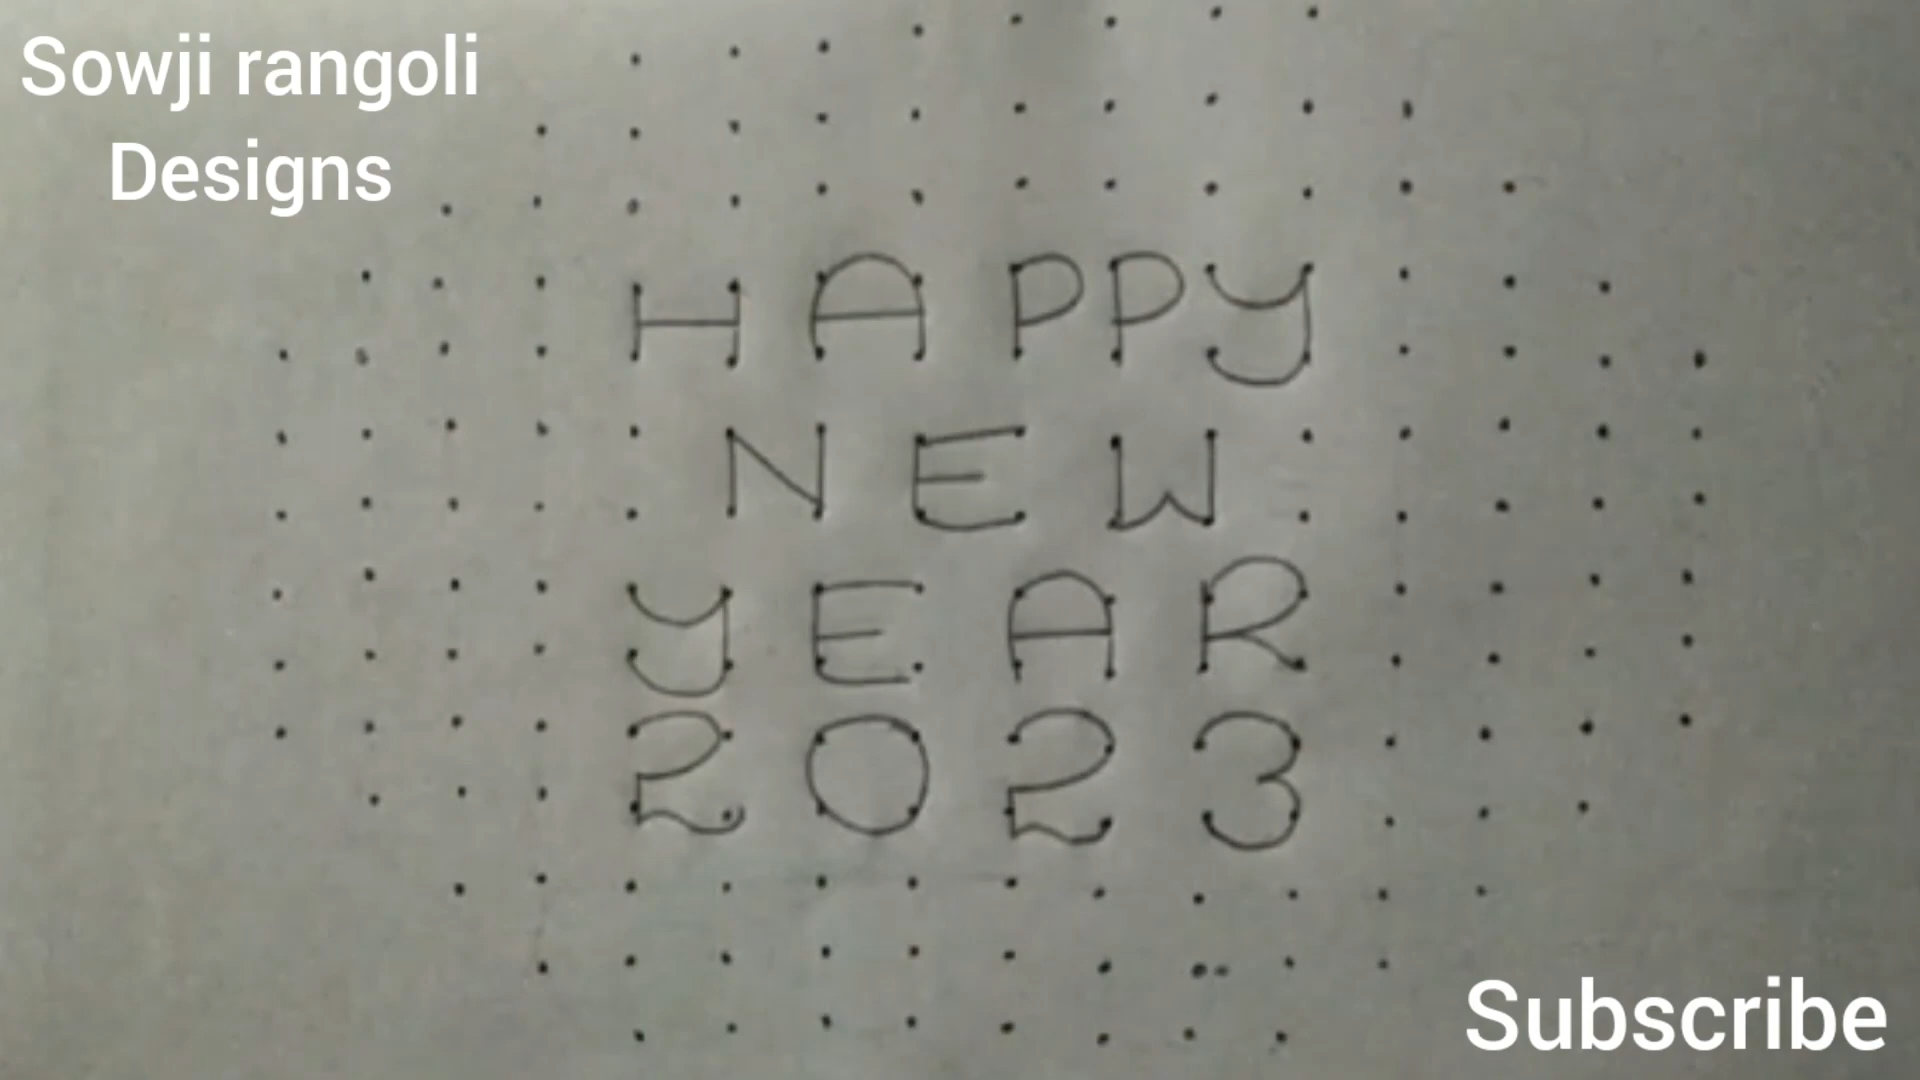 Sowji rangoli
Designs
HAPPY
NEW
YEAR
2023
Subscribe